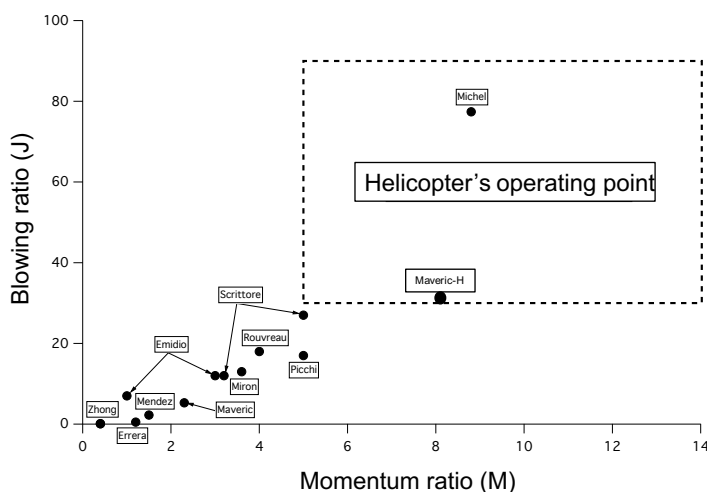 100
80
60
40
20
0
Blowing ratio (J)
Michel
Helicopter's operating point
Maveric-H
Scrittore
Rouvreau
Emidio
Picchi
Miron
Mendez
Maveric
Zhong
Errera
0 2 4 6 8 10 12 14
Momentum ratio (M)